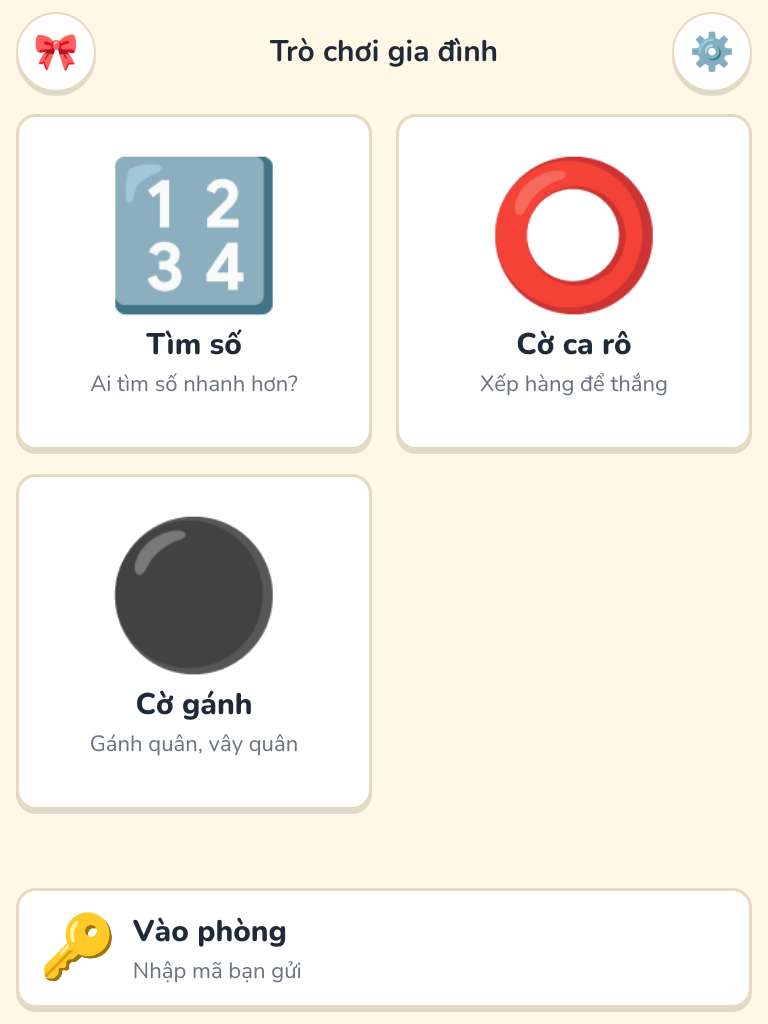 Trò chơi gia đình
1 2
3 4
Tìm số
Ai tìm số nhanh hơn?
Cờ ca rô
Xếp hàng để thắng
Cờ gánh
Gánh quân, vây quân
Vào phòng
Nhập mã bạn gửi